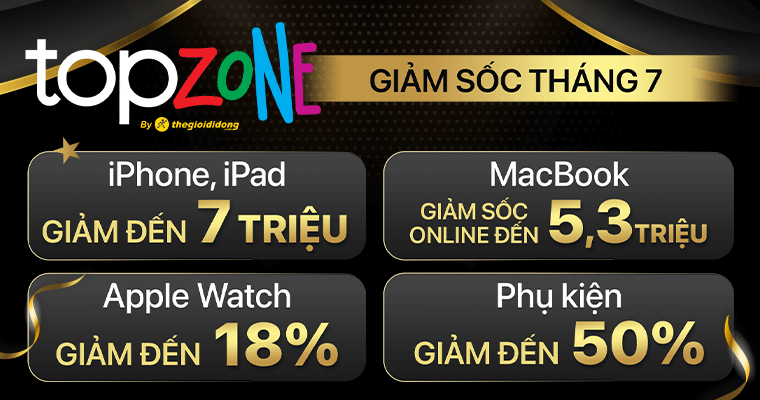 topzone
By thegioididong
GIẢM SỐC THÁNG 7
iPhone, iPad
GIẢM ĐẾN 7 TRIỆU
MacBook
GIẢM SỐC
ONLINE ĐẾN 5,3 TRIỆU
Apple Watch
GIẢM ĐẾN 18%
Phụ kiện
GIẢM ĐẾN 50%